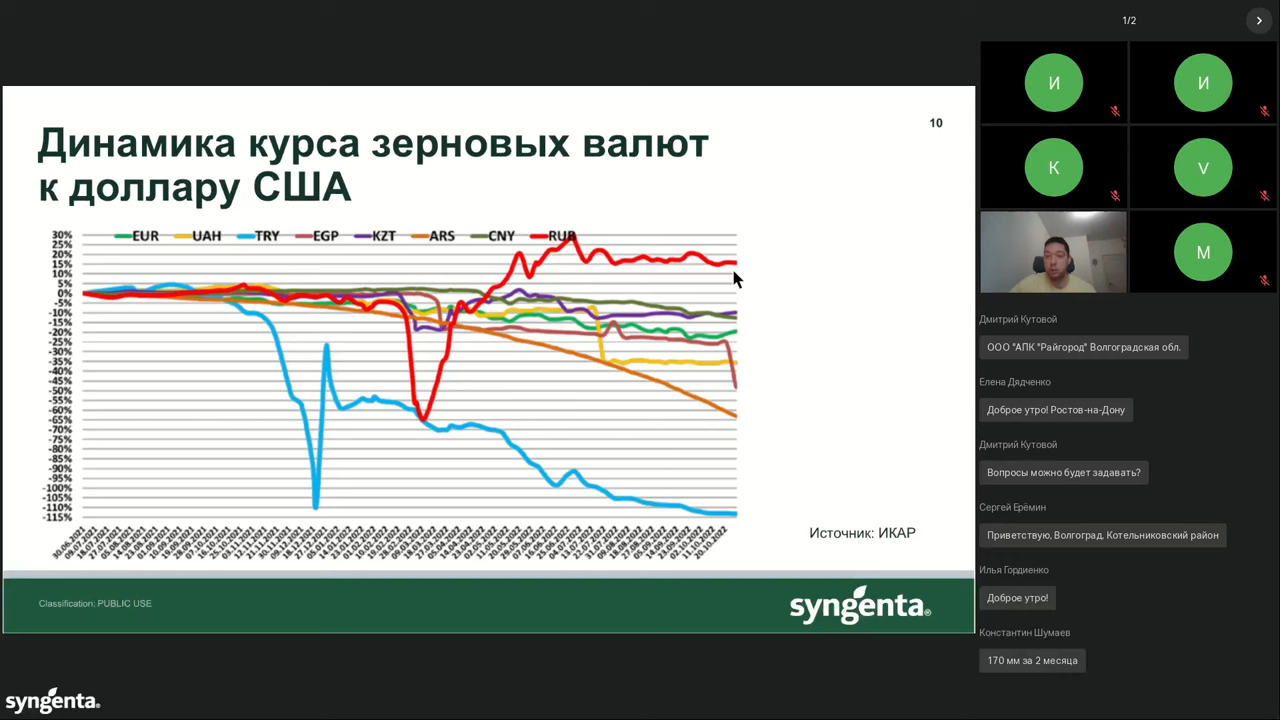 1/2
Динамика курса зерновых валют
к доллару США
10
EUR UAH TRY EGP KZT ARS CNY RUB
30%
25%
20%
15%
10%
5%
0%
-5%
-10%
-15%
-20%
-25%
-30%
-35%
-40%
-45%
-50%
-55%
-60%
-65%
-70%
-75%
-80%
-85%
-90%
-95%
-100%
-105%
-110%
-115%
Источник: ИКАР
Classification: PUBLIC USE
syngenta®
syngenta.
И
И
К
V
М
Дмитрий Кутовой
ООО "АПК "Райгород" Волгоградская обл.
Елена Дядченко
Доброе утро! Ростов-на-Дону
Дмитрий Кутовой
Вопросы можно будет задавать?
Сергей Ерёмин
Приветствую, Волгоград, Котельниковский район
Илья Гордиенко
Доброе утро!
Константин Шумаев
170 мм за 2 месяца